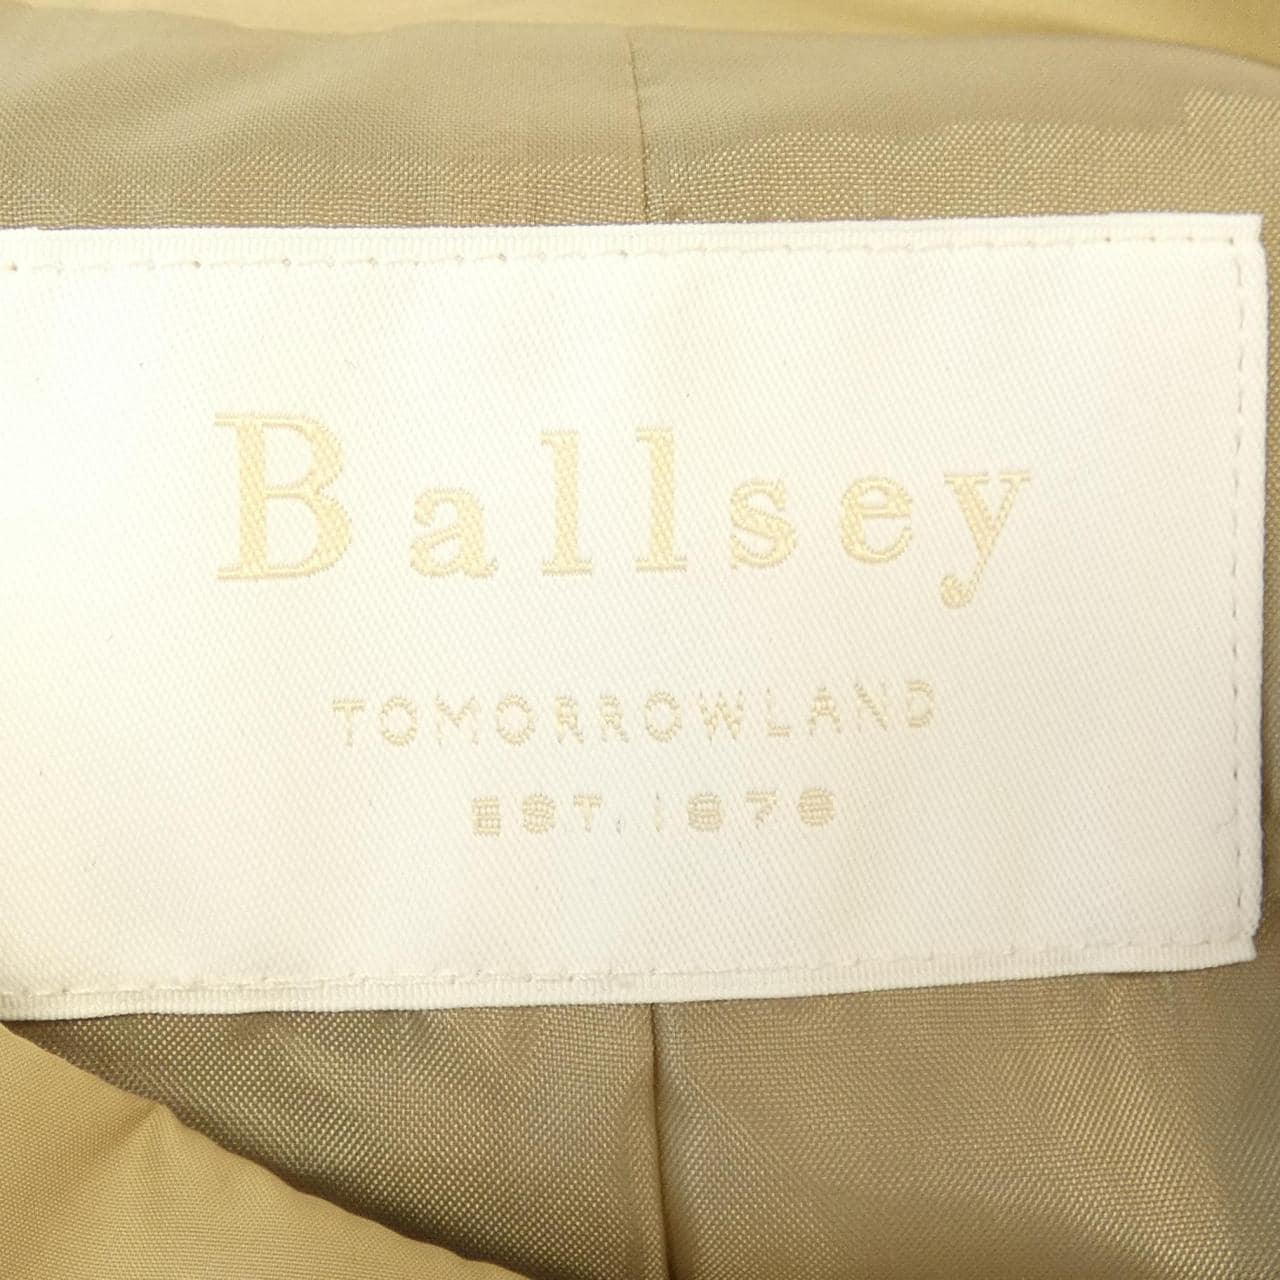 Ballsey
TOMORROWLAND
EST. 1978